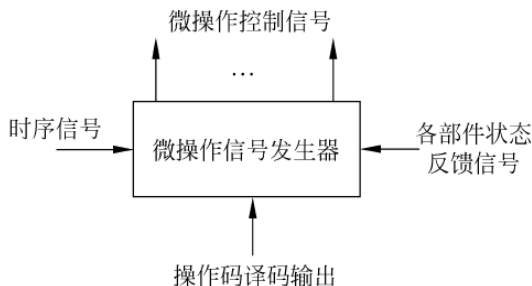 微操作控制信号
…
时序信号
微操作信号发生器
各部件状态
反馈信号
操作码译码输出